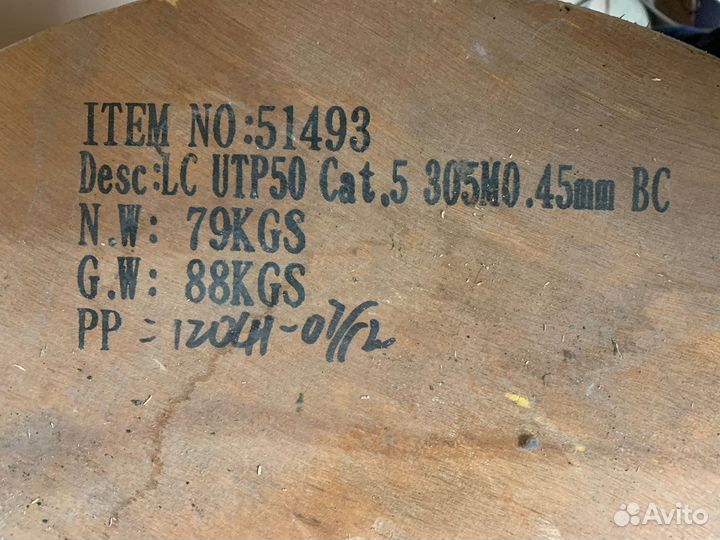 ITEM NO:51493
Desc:LC UTP50 Cat.5 305M0.45mm BC
N.W: 79KGS
G.W: 88KGS
PP =
Avito